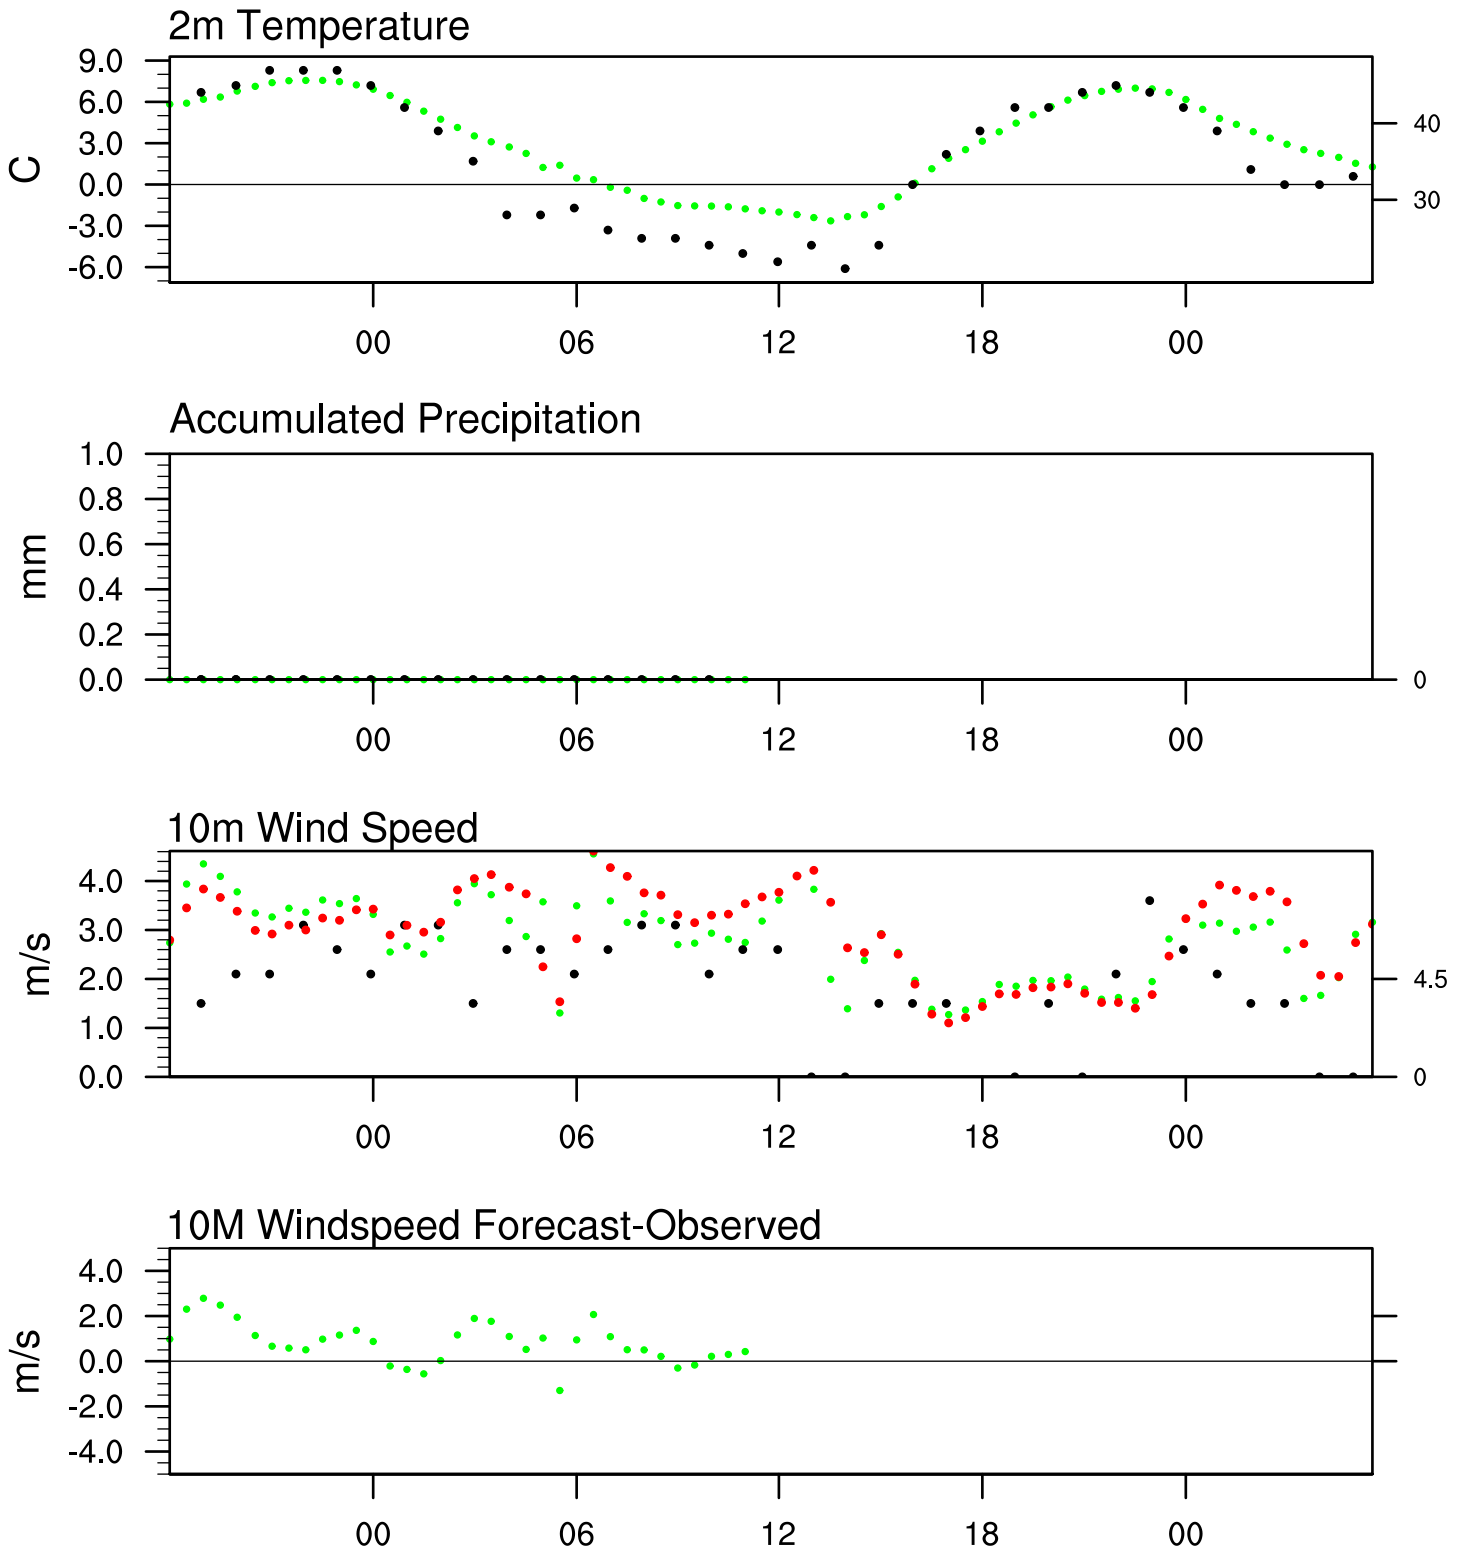 2m Temperature
9.0
6.0
3.0
0.0
-3.0
-6.0
C
40
30
00 06 12 18 00
Accumulated Precipitation
1.0
0.8
0.6
0.4
0.2
0.0
mm
0
00 06 12 18 00
10m Wind Speed
4.0
3.0
2.0
1.0
0.0
m/s
4.5
0
00 06 12 18 00
10M Windspeed Forecast-Observed
4.0
2.0
0.0
-2.0
-4.0
m/s
00 06 12 18 00